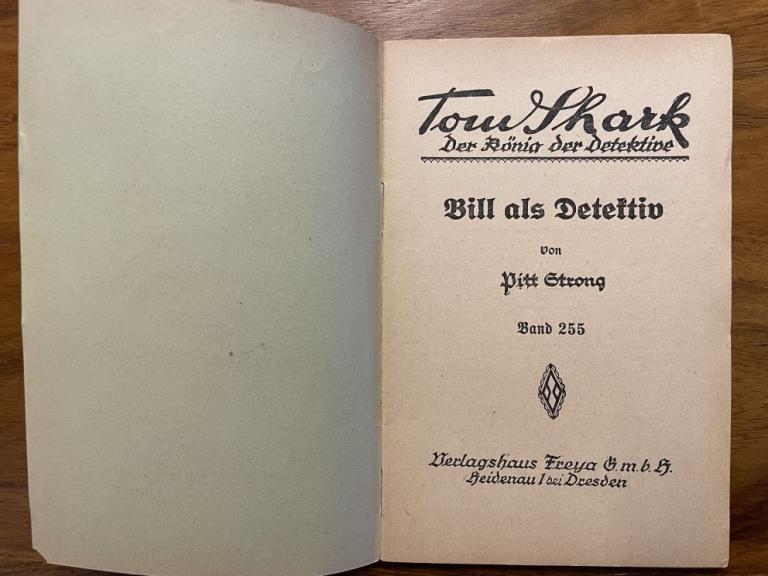 Tom Shark
Der König der Detektive
Bill als Detektiv
von
Pitt Strong
Band 255
Verlagshaus Freya G.m.b.H.
Heidenau 1 bei Dresden